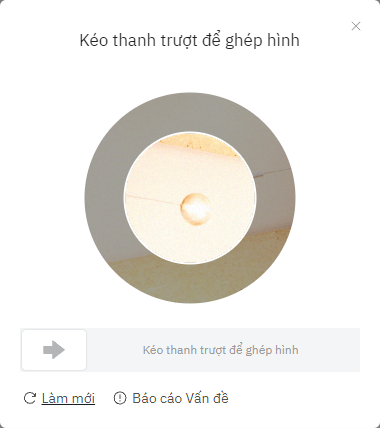 Kéo thanh trượt để ghép hình
Kéo thanh trượt để ghép hình
Làm mới
Báo cáo Vấn đề